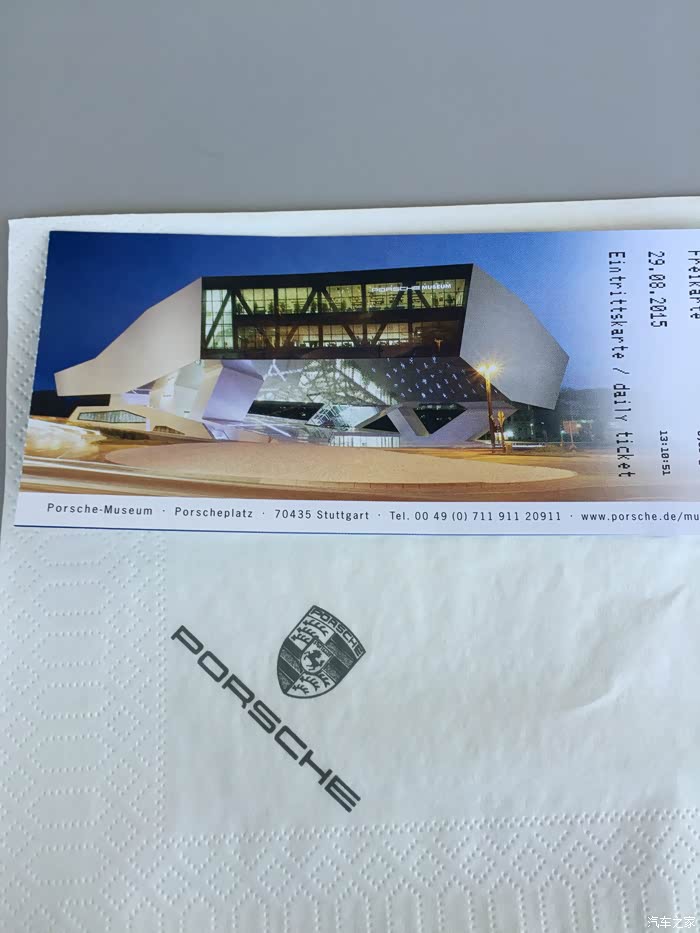 PORSCHE MUSEUM
Eintrittskarte / daily ticket
29.08.2015
13:10:51
Freikarte
Porsche-Museum · Porscheplatz · 70435 Stuttgart · Tel. 00 49 (0) 711 911 20911 · www.porsche.de/mu
PORSCHE
PORSCHE
汽车之家